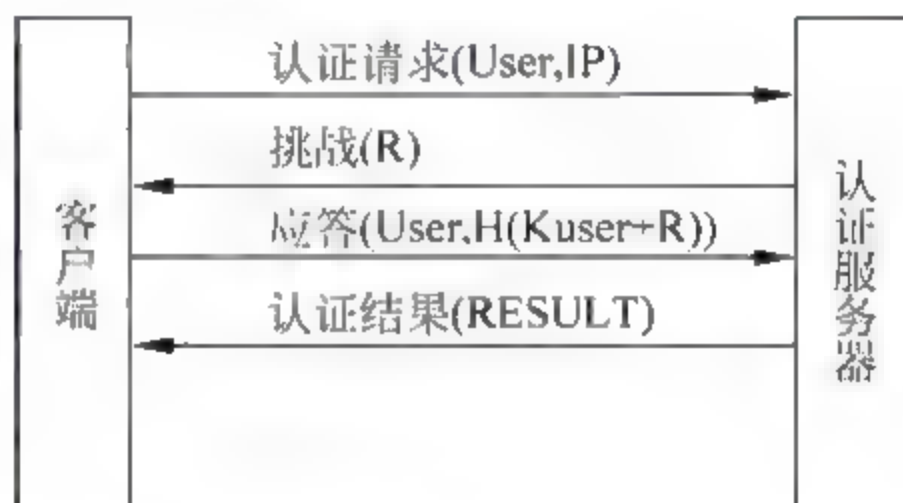 认证请求(User,IP)
挑战(R)
应答(User,H(Kuser+R))
认证结果(RESULT)
客户端
认证服务器